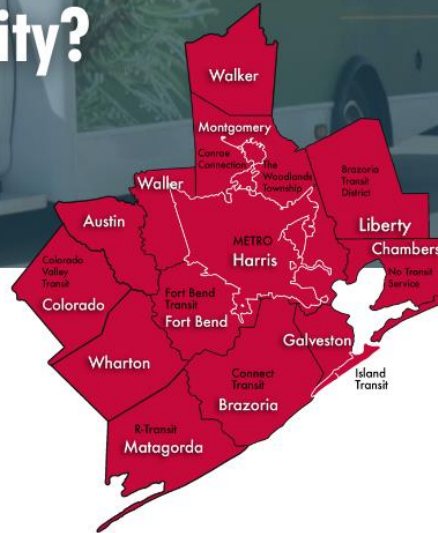 ity?
Walker
Montgomery
Conroe
Connection
The
Woodlands
Township
Brazoria
Transit
District
Waller
Austin
Liberty
METRO
Harris
Chambers
No Transit
Service
Colorado
Valley
Transit
Colorado
Fort Bend
Transit
Fort Bend
Galveston
Wharton
Connect
Transit
Brazoria
Island
Transit
R-Transit
Matagorda